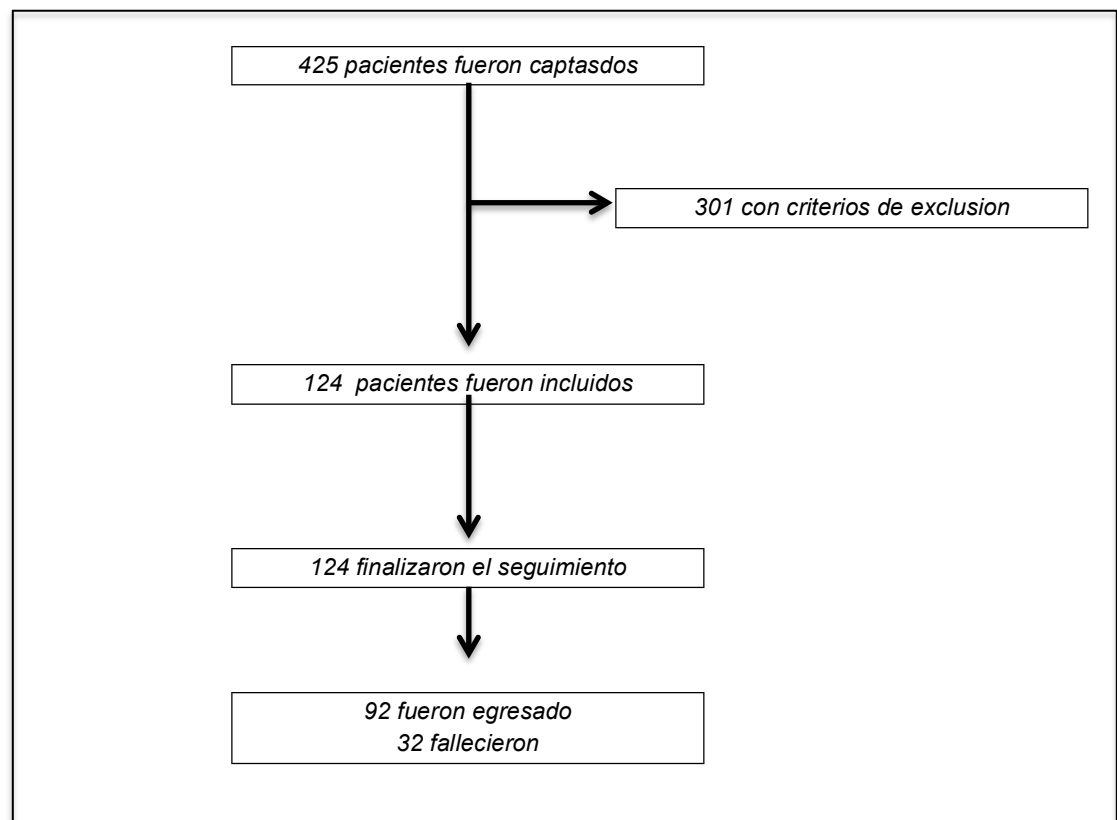 425 pacientes fueron captasdos
301 con criterios de exclusion
124 pacientes fueron incluidos
124 finalizaron el seguimiento
92 fueron egresado
32 fallecieron